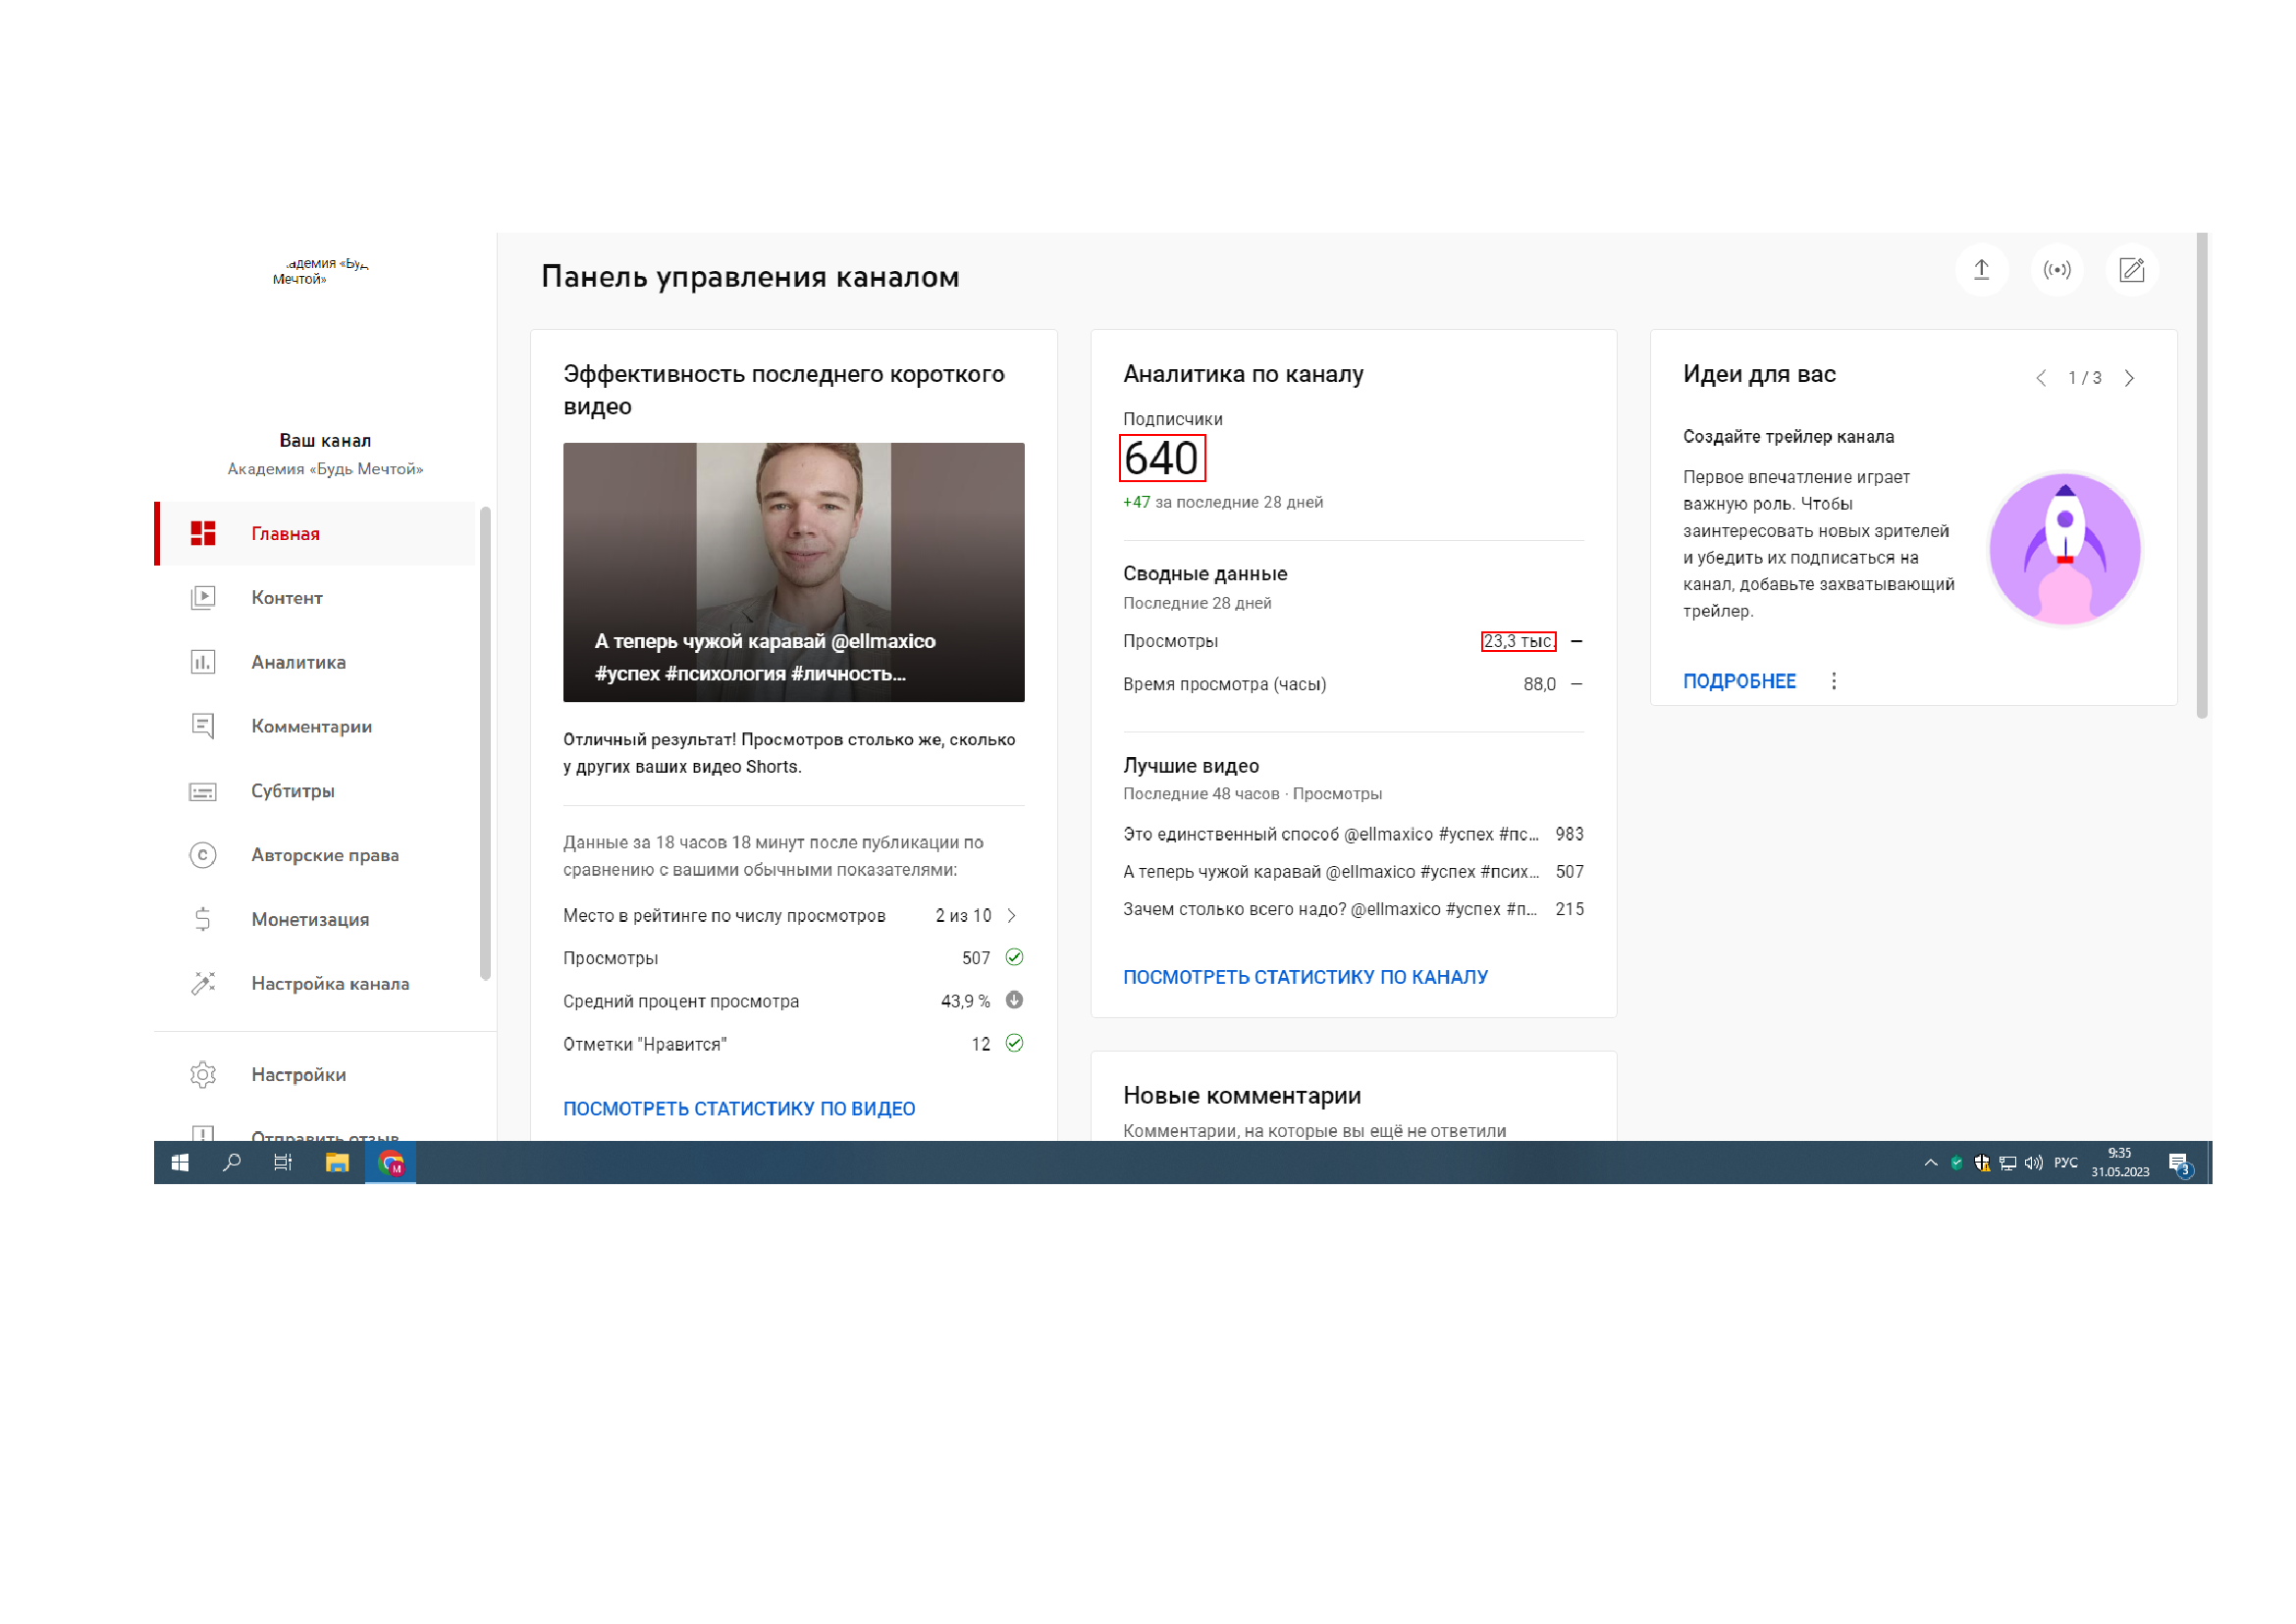 Академия «Будь
Мечтой»
Ваш канал
Академия «Будь Мечтой»
Главная
Контент
Аналитика
Комментарии
Субтитры
Авторские права
Монетизация
Настройка канала
Настройки
Отправить отзыв
Панель управления каналом
Эффективность последнего короткого
видео
А теперь чужой каравай @ellmaxico
#успех #психология #личность...
Отличный результат! Просмотров столько же, сколько
у других ваших видео Shorts.
Данные за 18 часов 18 минут после публикации по
сравнению с вашими обычными показателями:
Место в рейтинге по числу просмотров 2 из 10
Просмотры 507
Средний процент просмотра 43,9 %
Отметки "Нравится" 12
ПОСМОТРЕТЬ СТАТИСТИКУ ПО ВИДЕО
Аналитика по каналу
Подписчики
640
+47 за последние 28 дней
Сводные данные
Последние 28 дней
Просмотры 23,3 тыс. —
Время просмотра (часы) 88,0 —
Лучшие видео
Последние 48 часов · Просмотры
Это единственный способ @ellmaxico #успех #пс... 983
А теперь чужой каравай @ellmaxico #успех #псих... 507
Зачем столько всего надо? @ellmaxico #успех #п... 215
ПОСМОТРЕТЬ СТАТИСТИКУ ПО КАНАЛУ
Новые комментарии
Комментарии, на которые вы ещё не ответили
Идеи для вас
1 / 3
Создайте трейлер канала
Первое впечатление играет
важную роль. Чтобы
заинтересовать новых зрителей
и убедить их подписаться на
канал, добавьте захватывающий
трейлер.
ПОДРОБНЕЕ
M
РУС
9:35
31.05.2023
3